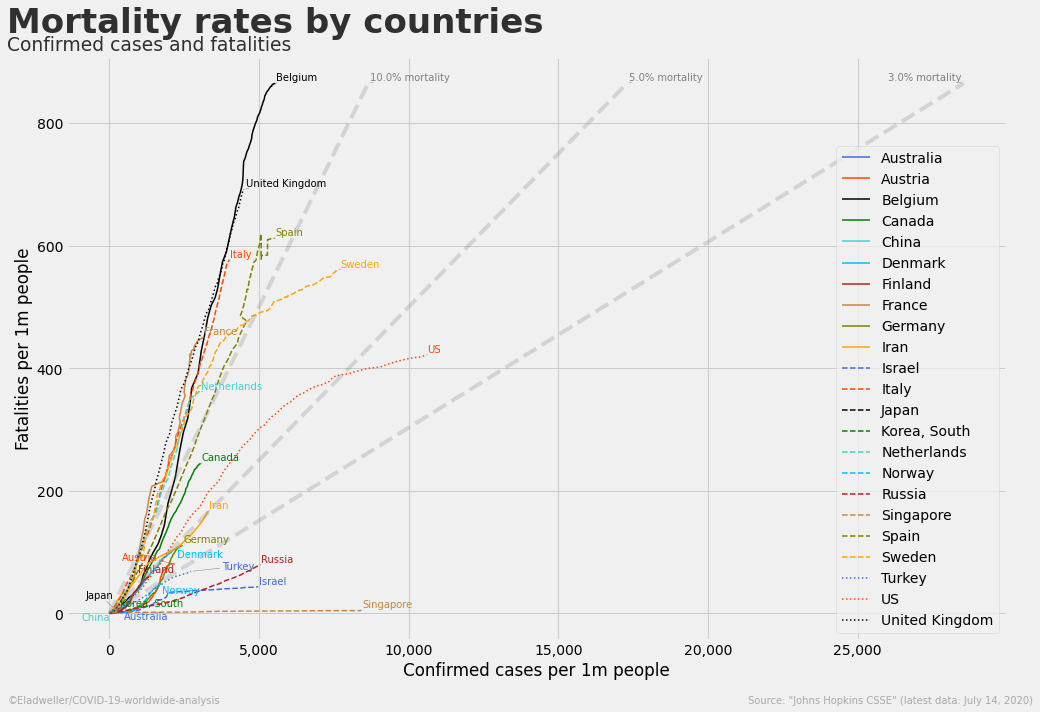 Mortality rates by countries
Confirmed cases and fatalities
Belgium
10.0% mortality
5.0% mortality
3.0% mortality
United Kingdom
Spain
Italy
Sweden
France
US
Netherlands
Canada
Iran
Germany
Austria
Denmark
Finland
Turkey
Russia
Norway
Israel
Japan
Korea, South
Singapore
China
Australia
800
600
400
200
0
Fatalities per 1m people
0
5,000
10,000
15,000
20,000
25,000
Confirmed cases per 1m people
Australia
Austria
Belgium
Canada
China
Denmark
Finland
France
Germany
Iran
Israel
Italy
Japan
Korea, South
Netherlands
Norway
Russia
Singapore
Spain
Sweden
Turkey
US
United Kingdom
©Eladweller/COVID-19-worldwide-analysis
Source: "Johns Hopkins CSSE" (latest data: July 14, 2020)